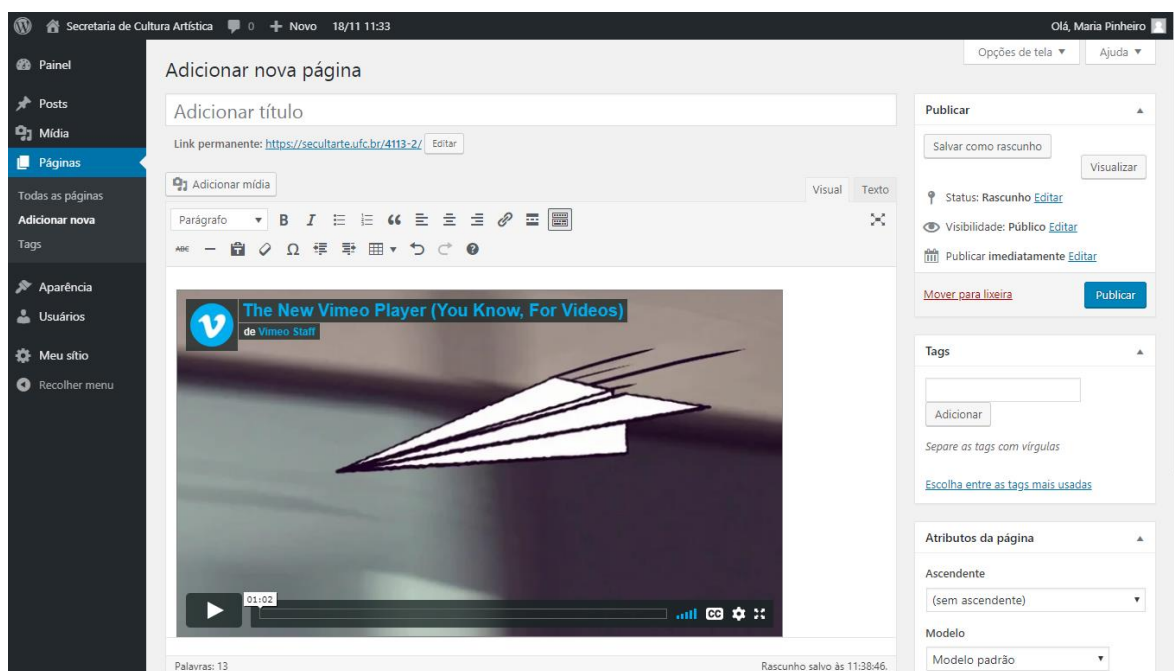 Secretaria de Cultura Artística 0 Novo 18/11 11:33 Olá, Maria Pinheiro
Opções de tela Ajuda
Painel
Posts
Mídia
Páginas
Todas as páginas
Adicionar nova
Tags
Aparência
Usuários
Meu sítio
Recolher menu
Adicionar nova página
Adicionar título
Link permanente: https://secultarte.ufc.br/4113-2/ Editar
Adicionar mídia
Visual Texto
Parágrafo B I
ABC Ω
The New Vimeo Player (You Know, For Videos)
de Vimeo Staff
01:02
CC
Palavras: 13 Rascunho salvo às 11:38:46.
Publicar
Salvar como rascunho
Visualizar
Status: Rascunho Editar
Visibilidade: Público Editar
Publicar imediatamente Editar
Mover para lixeira Publicar
Tags
Adicionar
Separe as tags com vírgulas
Escolha entre as tags mais usadas
Atributos da página
Ascendente
(sem ascendente)
Modelo
Modelo padrão